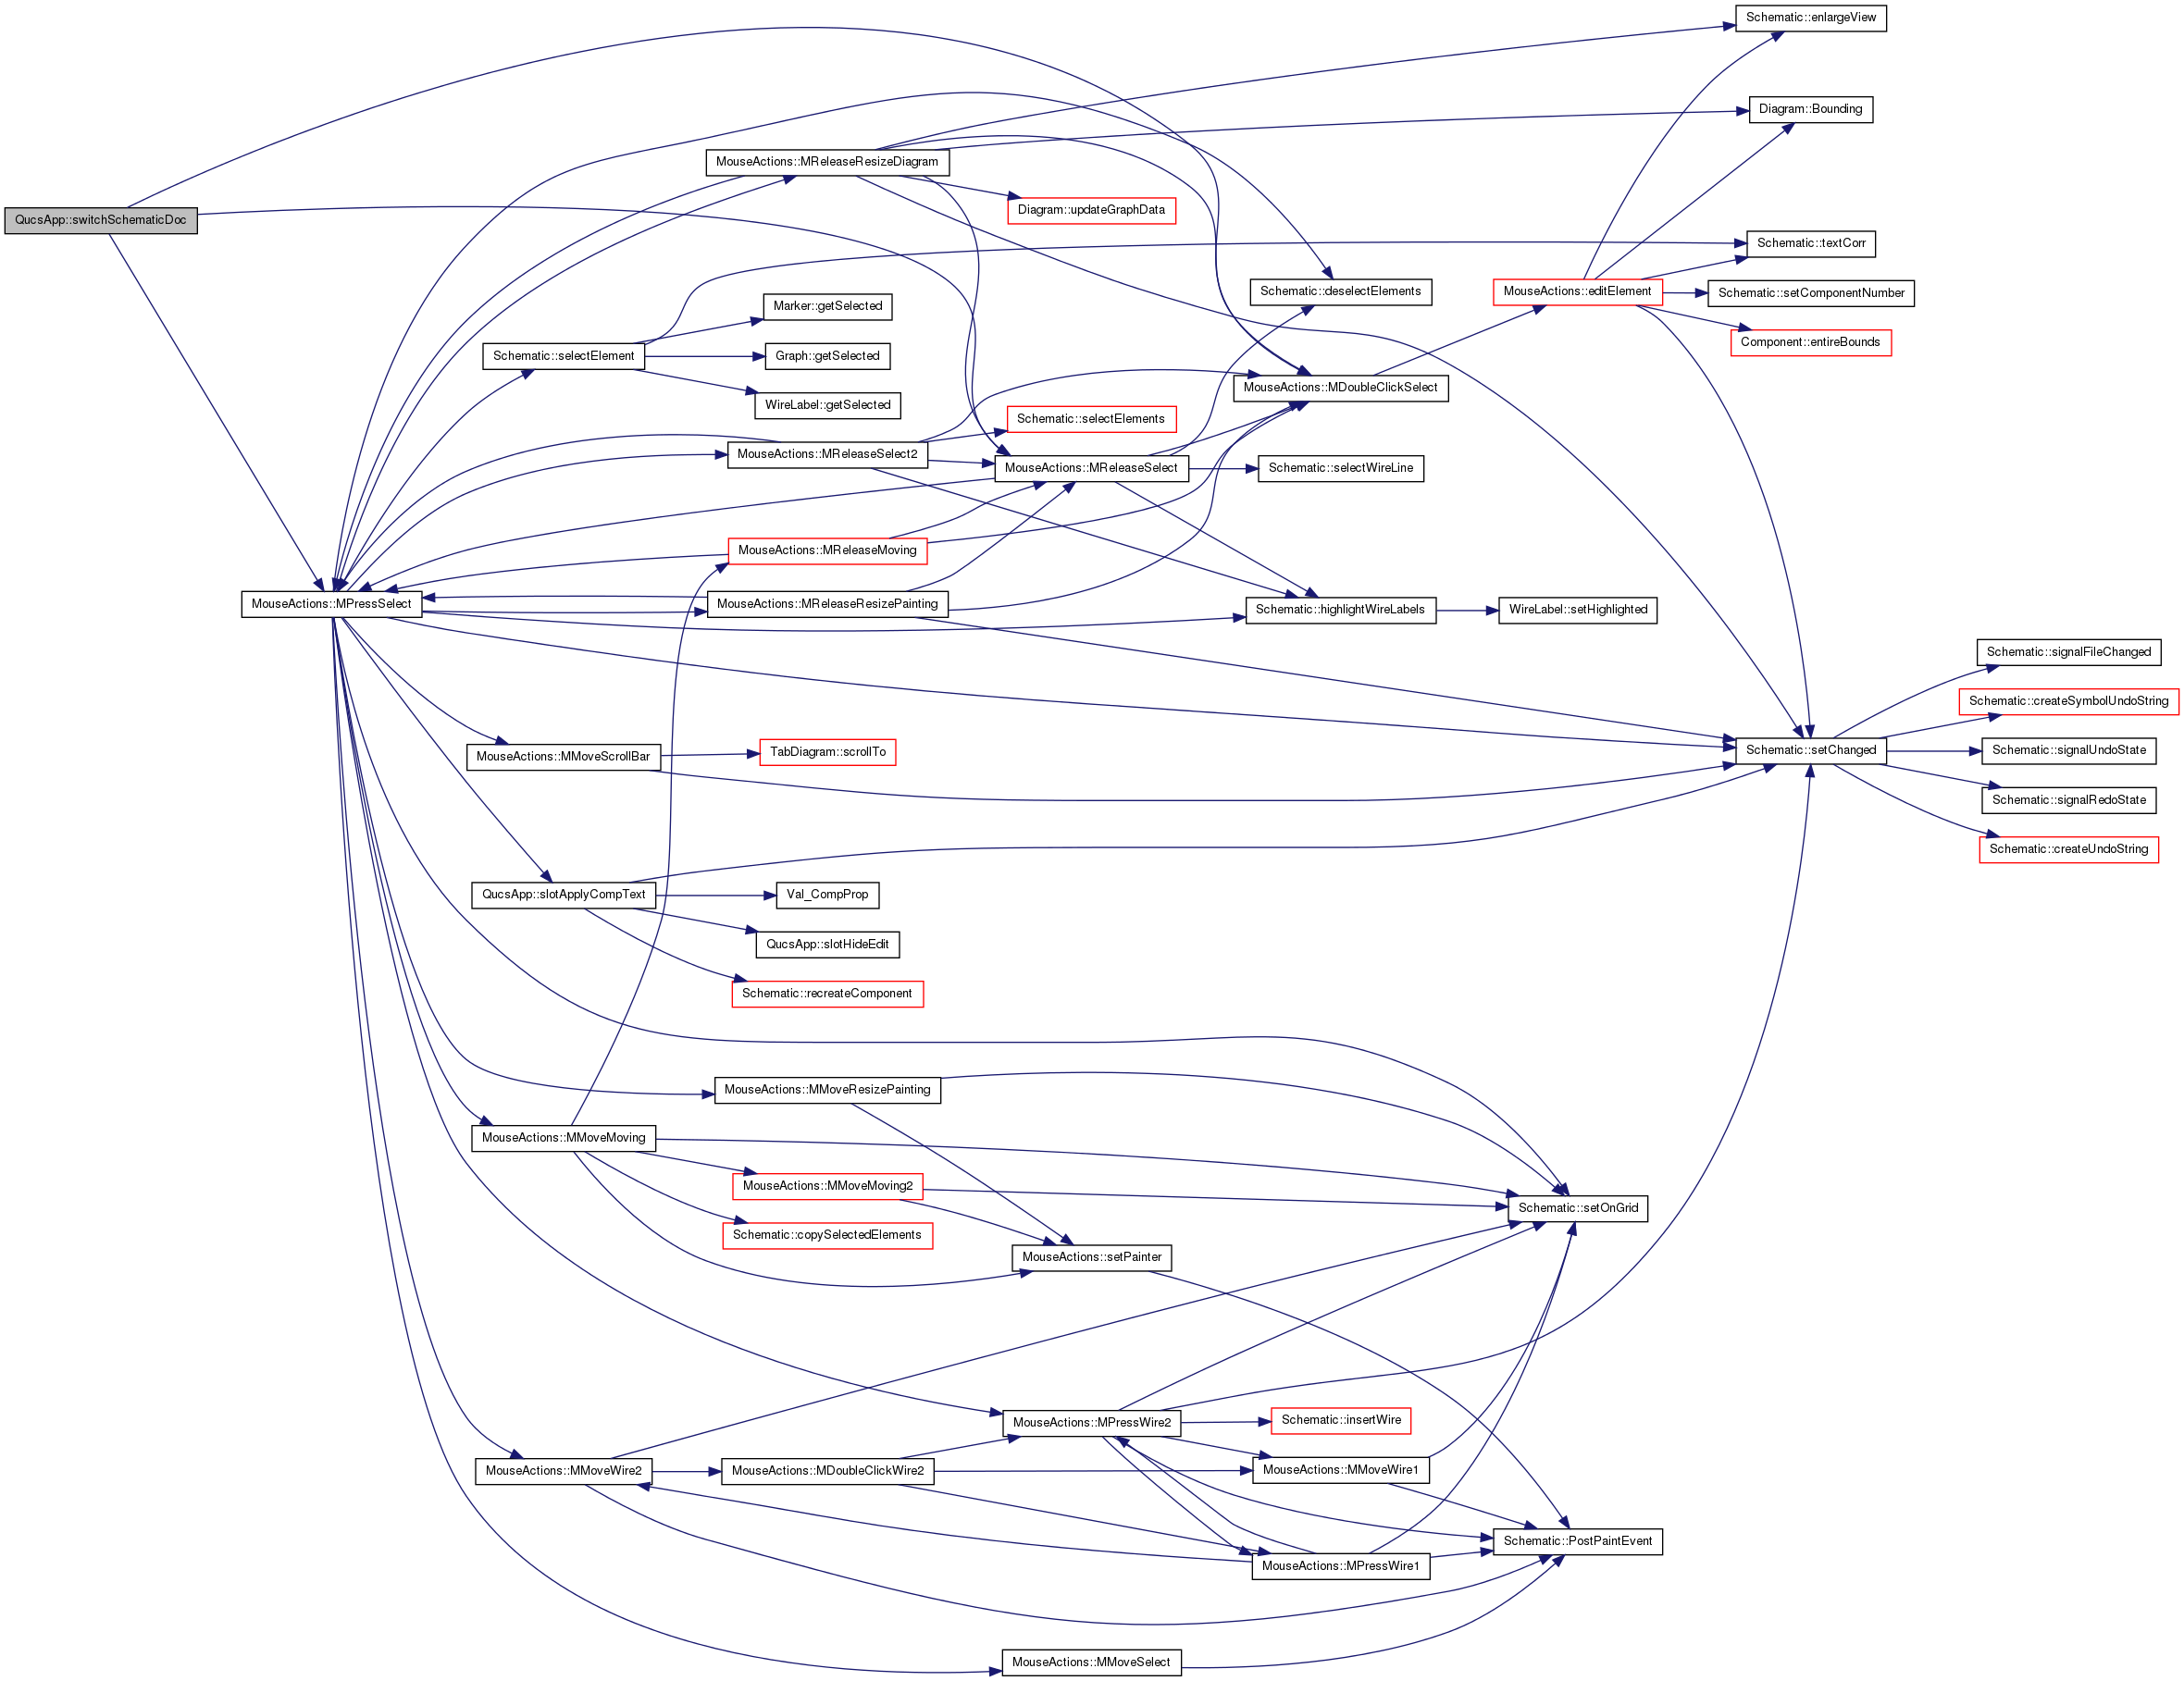 Schematic::enlargeView
Diagram::Bounding
MouseActions::MReleaseResizeDiagram
Diagram::updateGraphData
QucsApp::switchSchematicDoc
Schematic::textCorr
Schematic::deselectElements
MouseActions::editElement
Schematic::setComponentNumber
Marker::getSelected
Component::entireBounds
Schematic::selectElement
Graph::getSelected
MouseActions::MDoubleClickSelect
WireLabel::getSelected
Schematic::selectElements
MouseActions::MReleaseSelect2
MouseActions::MReleaseSelect
Schematic::selectWireLine
MouseActions::MReleaseMoving
MouseActions::MPressSelect
MouseActions::MReleaseResizePainting
Schematic::highlightWireLabels
WireLabel::setHighlighted
Schematic::signalFileChanged
Schematic::createSymbolUndoString
MouseActions::MMoveScrollBar
TabDiagram::scrollTo
Schematic::setChanged
Schematic::signalUndoState
Schematic::signalRedoState
Schematic::createUndoString
QucsApp::slotApplyCompText
Val_CompProp
QucsApp::slotHideEdit
Schematic::recreateComponent
MouseActions::MMoveResizePainting
MouseActions::MMoveMoving
MouseActions::MMoveMoving2
Schematic::setOnGrid
Schematic::copySelectedElements
MouseActions::setPainter
MouseActions::MPressWire2
Schematic::insertWire
MouseActions::MMoveWire2
MouseActions::MDoubleClickWire2
MouseActions::MMoveWire1
Schematic::PostPaintEvent
MouseActions::MPressWire1
MouseActions::MMoveSelect